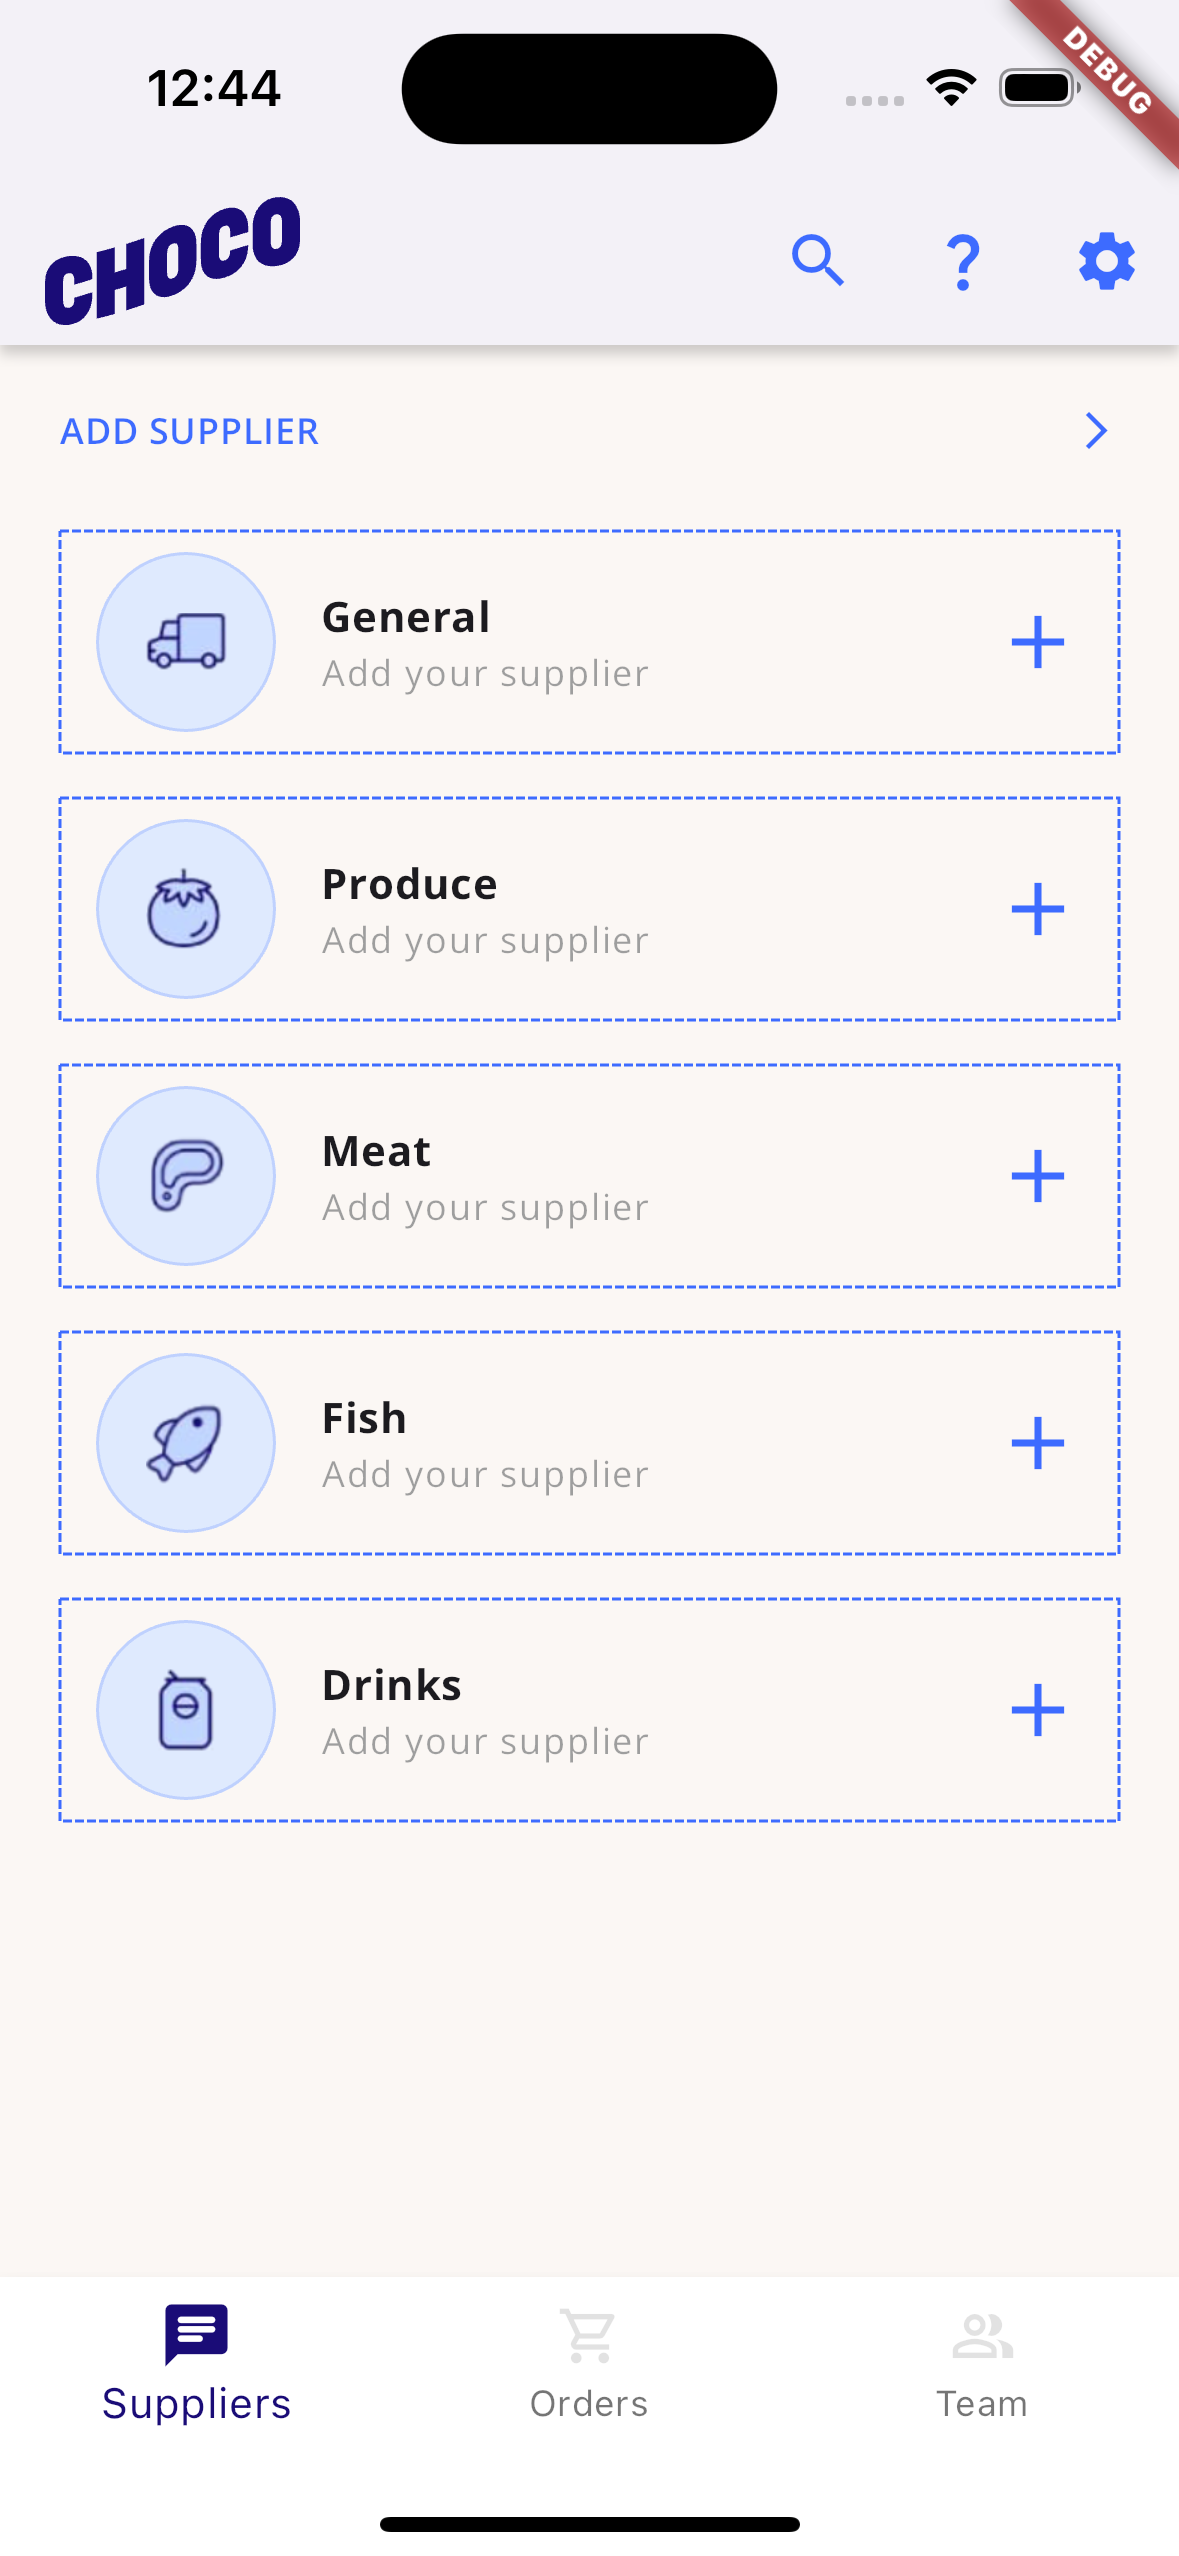 12:44
DEBUG
CHOCO
ADD SUPPLIER
General
Add your supplier
Produce
Add your supplier
Meat
Add your supplier
Fish
Add your supplier
Drinks
Add your supplier
Suppliers
Orders
Team